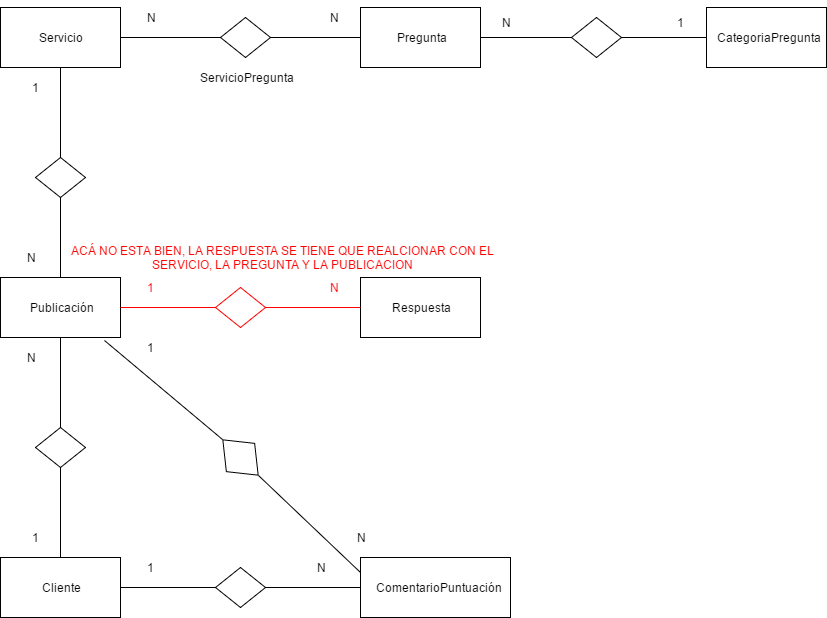 N
N
N
1
Servicio
Pregunta
CategoriaPregunta
ServicioPregunta
1
N
ACÁ NO ESTA BIEN, LA RESPUESTA SE TIENE QUE REALCIONAR CON EL
SERVICIO, LA PREGUNTA Y LA PUBLICACION
1
N
Publicación
Respuesta
N
1
1
N
1
N
Cliente
ComentarioPuntuación